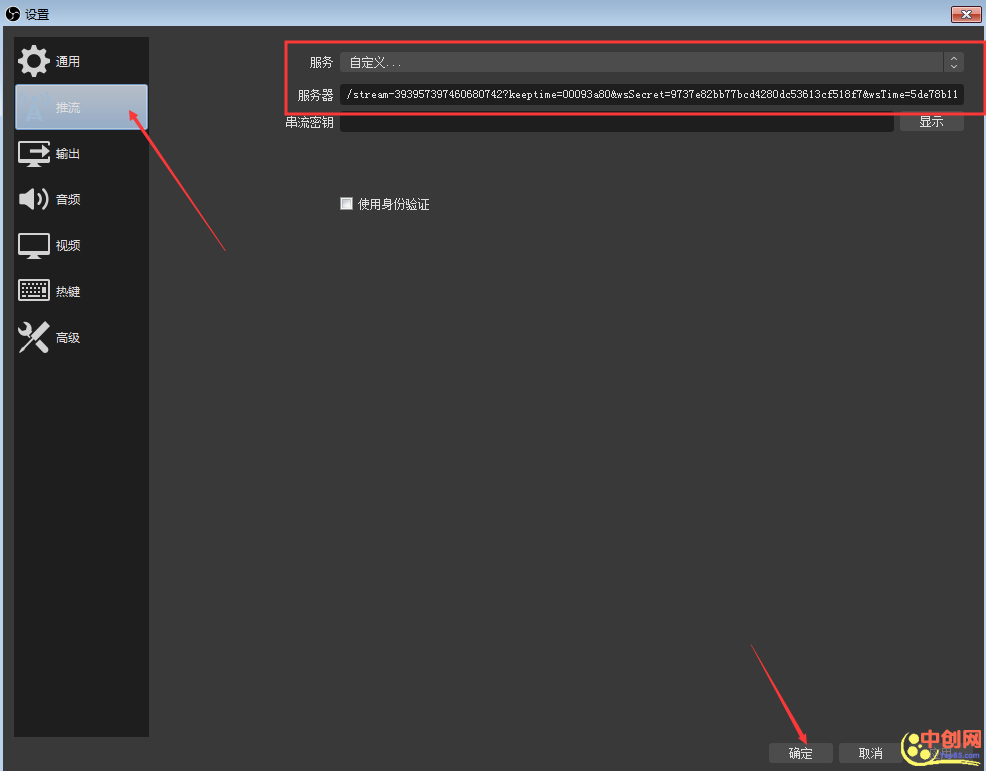 设置
通用
推流
输出
音频
视频
热键
高级
服务 自定义...
服务器 /stream-393957397460680742?keeptime=00093a80&wsSecret=9737e82bb77bcd4280dc53613cf518f7&wsTime=5de78b11
串流密钥 显示
使用身份验证
确定 取消
中创网